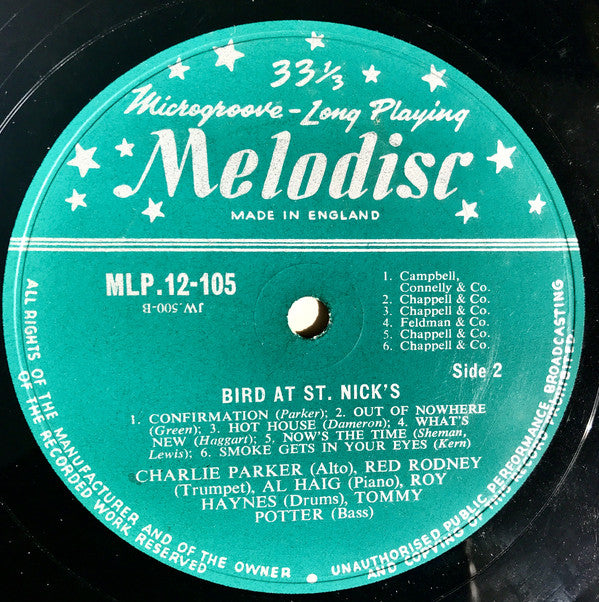 33⅓
Microgroove - Long Playing
Melodisc
MADE IN ENGLAND
MLP.12-105
JW.500-B
1. Campbell,
Connelly & Co.
2. Chappell & Co.
3. Chappell & Co.
4. Feldman & Co.
5. Chappell & Co.
6. Chappell & Co.
Side 2
BIRD AT ST. NICK'S
1. CONFIRMATION (Parker); 2. OUT OF NOWHERE
(Green); 3. HOT HOUSE (Dameron); 4. WHAT'S
NEW (Haggart); 5. NOW'S THE TIME (Sheman,
Lewis); 6. SMOKE GETS IN YOUR EYES (Kern)
CHARLIE PARKER (Alto), RED RODNEY
(Trumpet), AL HAIG (Piano), ROY
HAYNES (Drums), TOMMY
POTTER (Bass)
ALL RIGHTS OF THE MANUFACTURER AND OF THE OWNER
OF THE RECORDED WORK RESERVED
UNAUTHORISED PUBLIC PERFORMANCE BROADCASTING
AND COPYING OF THIS RECORD PROHIBITED